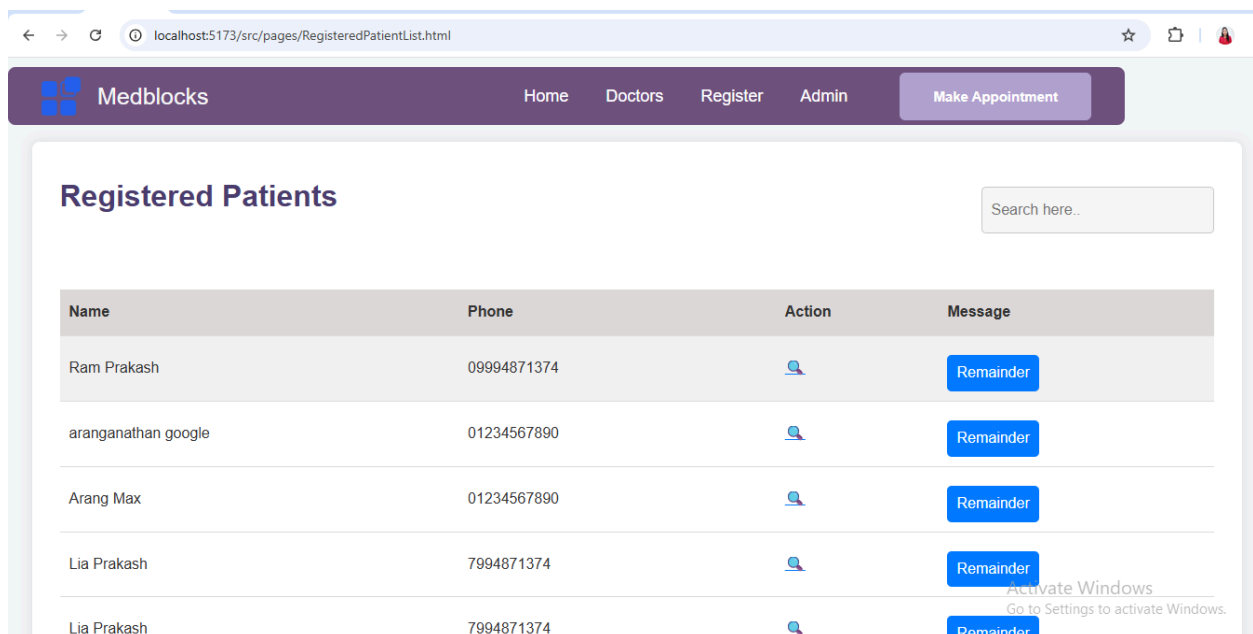 localhost:5173/src/pages/RegisteredPatientList.html
Medblocks Home Doctors Register Admin Make Appointment
Registered Patients
Search here..
Name Phone Action Message
Ram Prakash 09994871374 Remainder
aranganathan google 01234567890 Remainder
Arang Max 01234567890 Remainder
Lia Prakash 7994871374 Remainder
Activate Windows
Go to Settings to activate Windows.
Lia Prakash 7994871374 Remainder